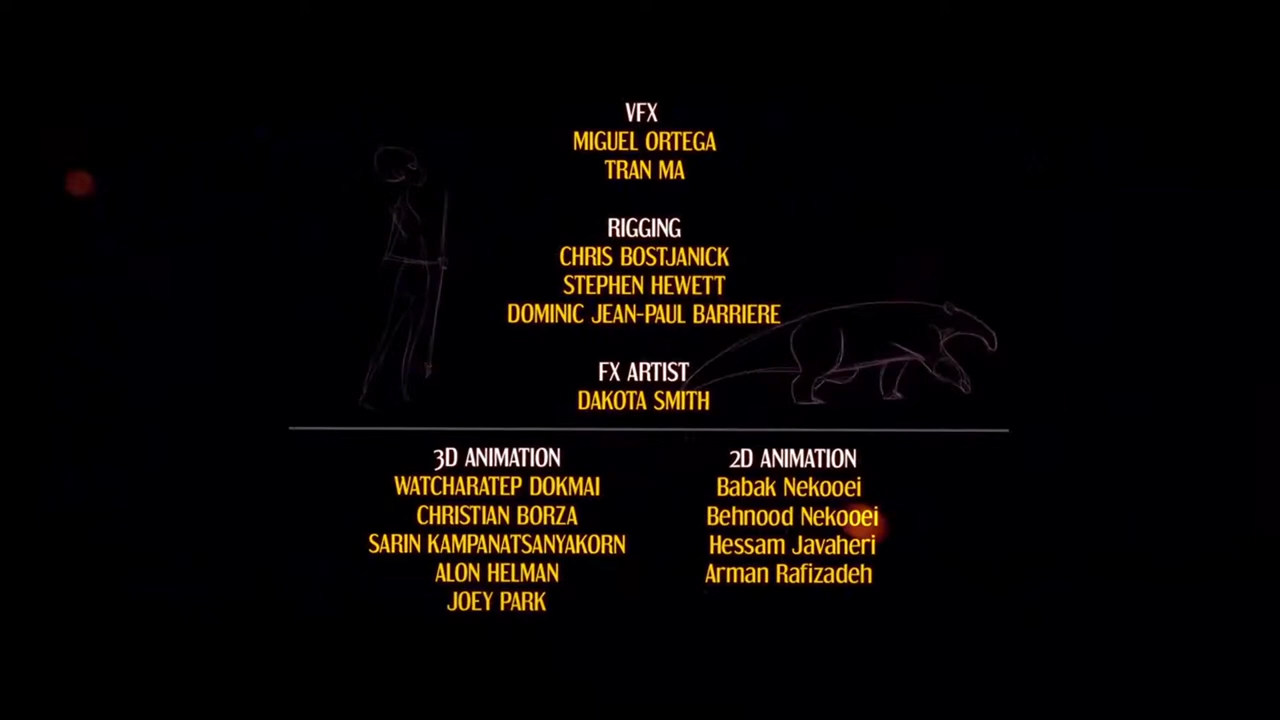 VFX
MIGUEL ORTEGA
TRAN MA
RIGGING
CHRIS BOSTJANICK
STEPHEN HEWETT
DOMINIC JEAN-PAUL BARRIERE
FX ARTIST
DAKOTA SMITH
3D ANIMATION
WATCHARATEP DOKMAI
CHRISTIAN BORZA
SARIN KAMPANATSANYAKORN
ALON HELMAN
JOEY PARK
2D ANIMATION
Babak Nekooei
Behnood Nekooei
Hessam Javaheri
Arman Rafizadeh